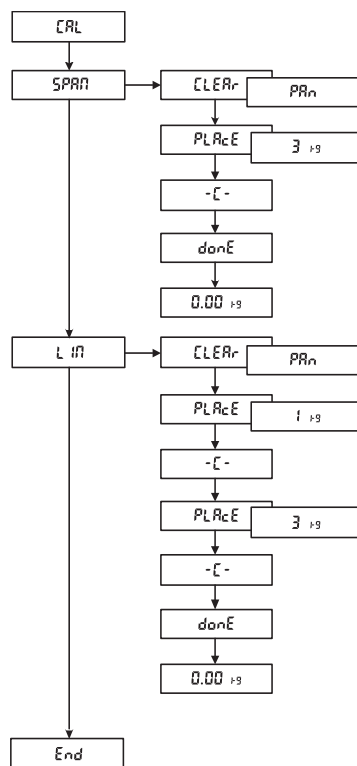 CAL
SPAN
CLEAr
PAn
PLAcE
3 kg
-C-
donE
0.00 kg
LIN
CLEAr
PAn
PLAcE
1 kg
-C-
PLAcE
3 kg
-C-
donE
0.00 kg
End